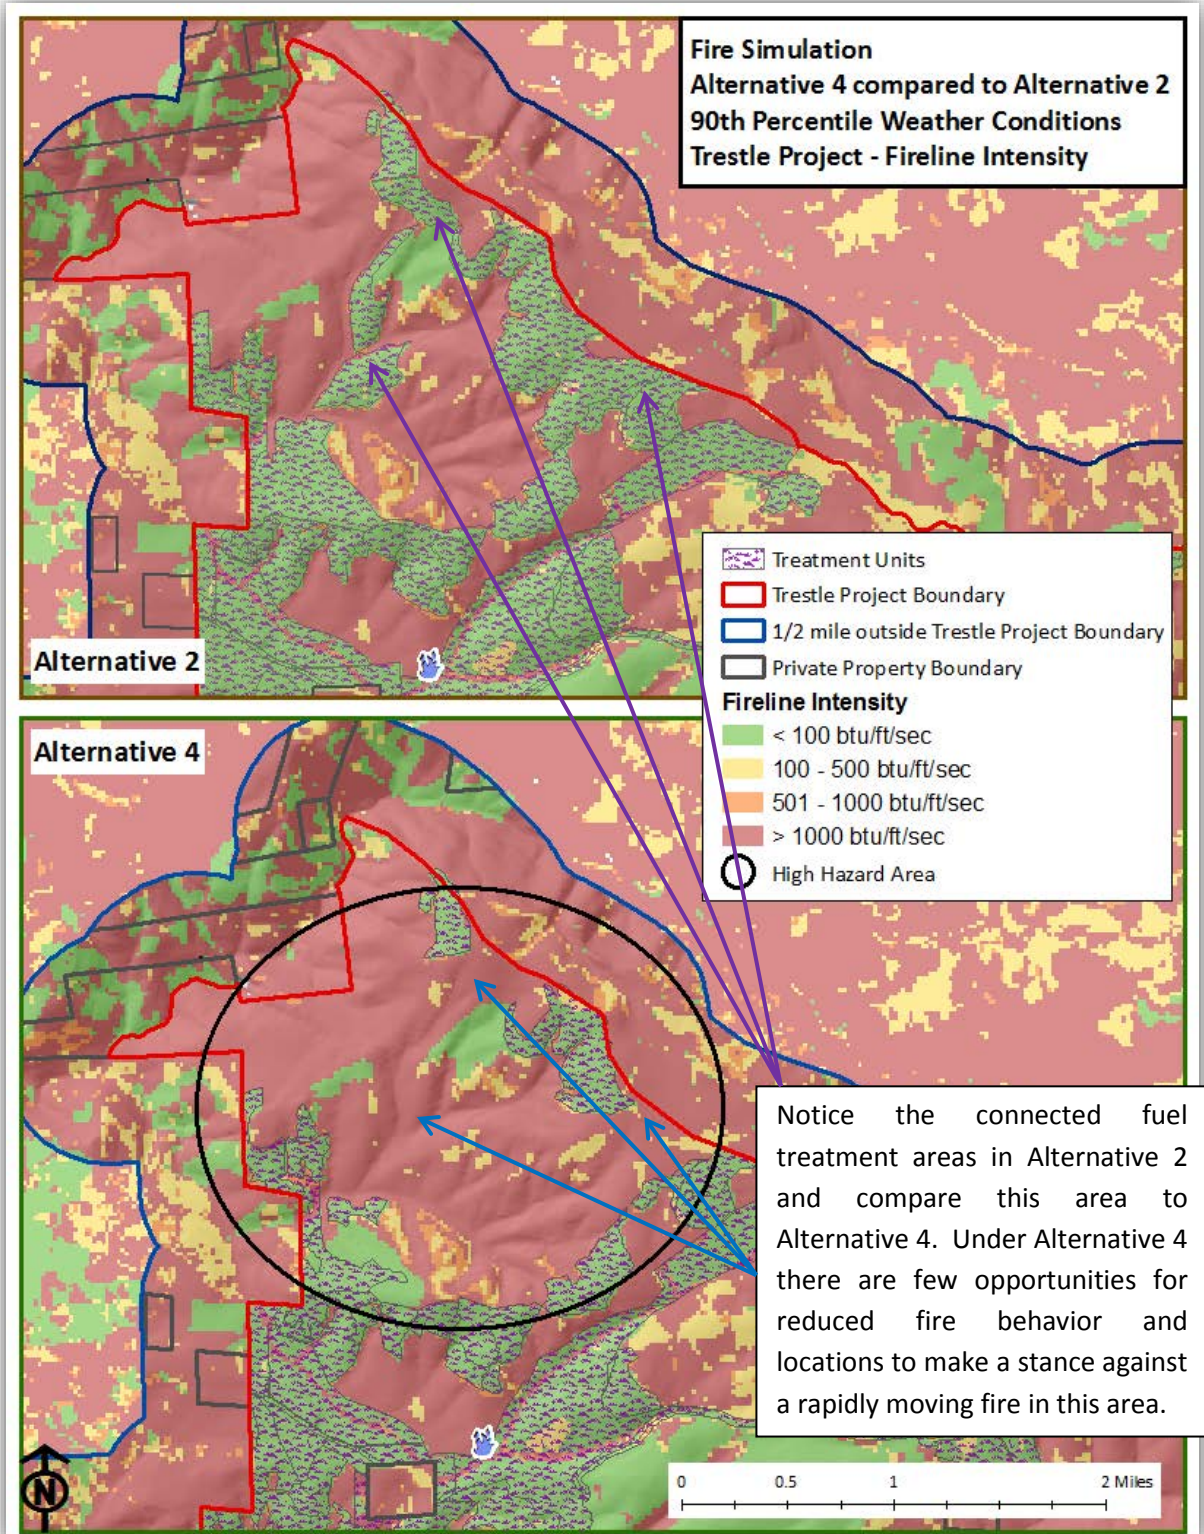 Fire Simulation
Alternative 4 compared to Alternative 2
90th Percentile Weather Conditions
Trestle Project - Fireline Intensity
Alternative 2
Treatment Units
Trestle Project Boundary
1/2 mile outside Trestle Project Boundary
Private Property Boundary
Fireline Intensity
< 100 btu/ft/sec
100 - 500 btu/ft/sec
501 - 1000 btu/ft/sec
> 1000 btu/ft/sec
High Hazard Area
Alternative 4
Notice the connected fuel
treatment areas in Alternative 2
and compare this area to
Alternative 4. Under Alternative 4
there are few opportunities for
reduced fire behavior and
locations to make a stance against
a rapidly moving fire in this area.
N
0 0.5 1 2 Miles